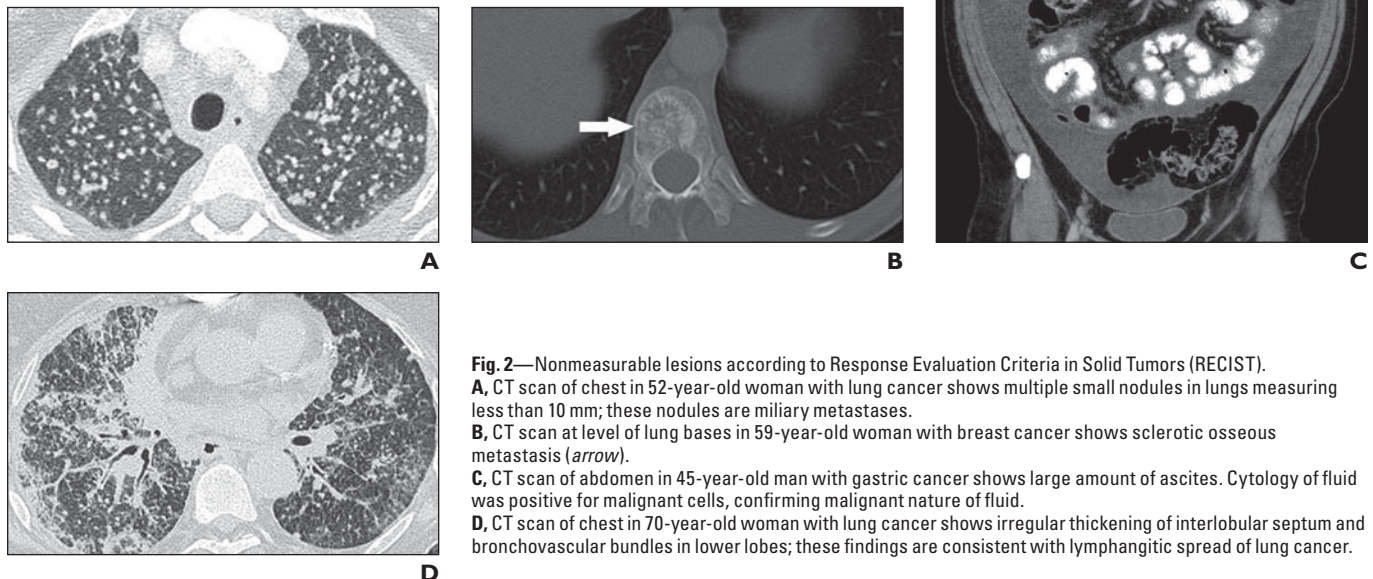 A
B
C
D
Fig. 2—Nonmeasurable lesions according to Response Evaluation Criteria in Solid Tumors (RECIST).
A, CT scan of chest in 52-year-old woman with lung cancer shows multiple small nodules in lungs measuring
less than 10 mm; these nodules are miliary metastases.
B, CT scan at level of lung bases in 59-year-old woman with breast cancer shows sclerotic osseous
metastasis (arrow).
C, CT scan of abdomen in 45-year-old man with gastric cancer shows large amount of ascites. Cytology of fluid
was positive for malignant cells, confirming malignant nature of fluid.
D, CT scan of chest in 70-year-old woman with lung cancer shows irregular thickening of interlobular septum and
bronchovascular bundles in lower lobes; these findings are consistent with lymphangitic spread of lung cancer.